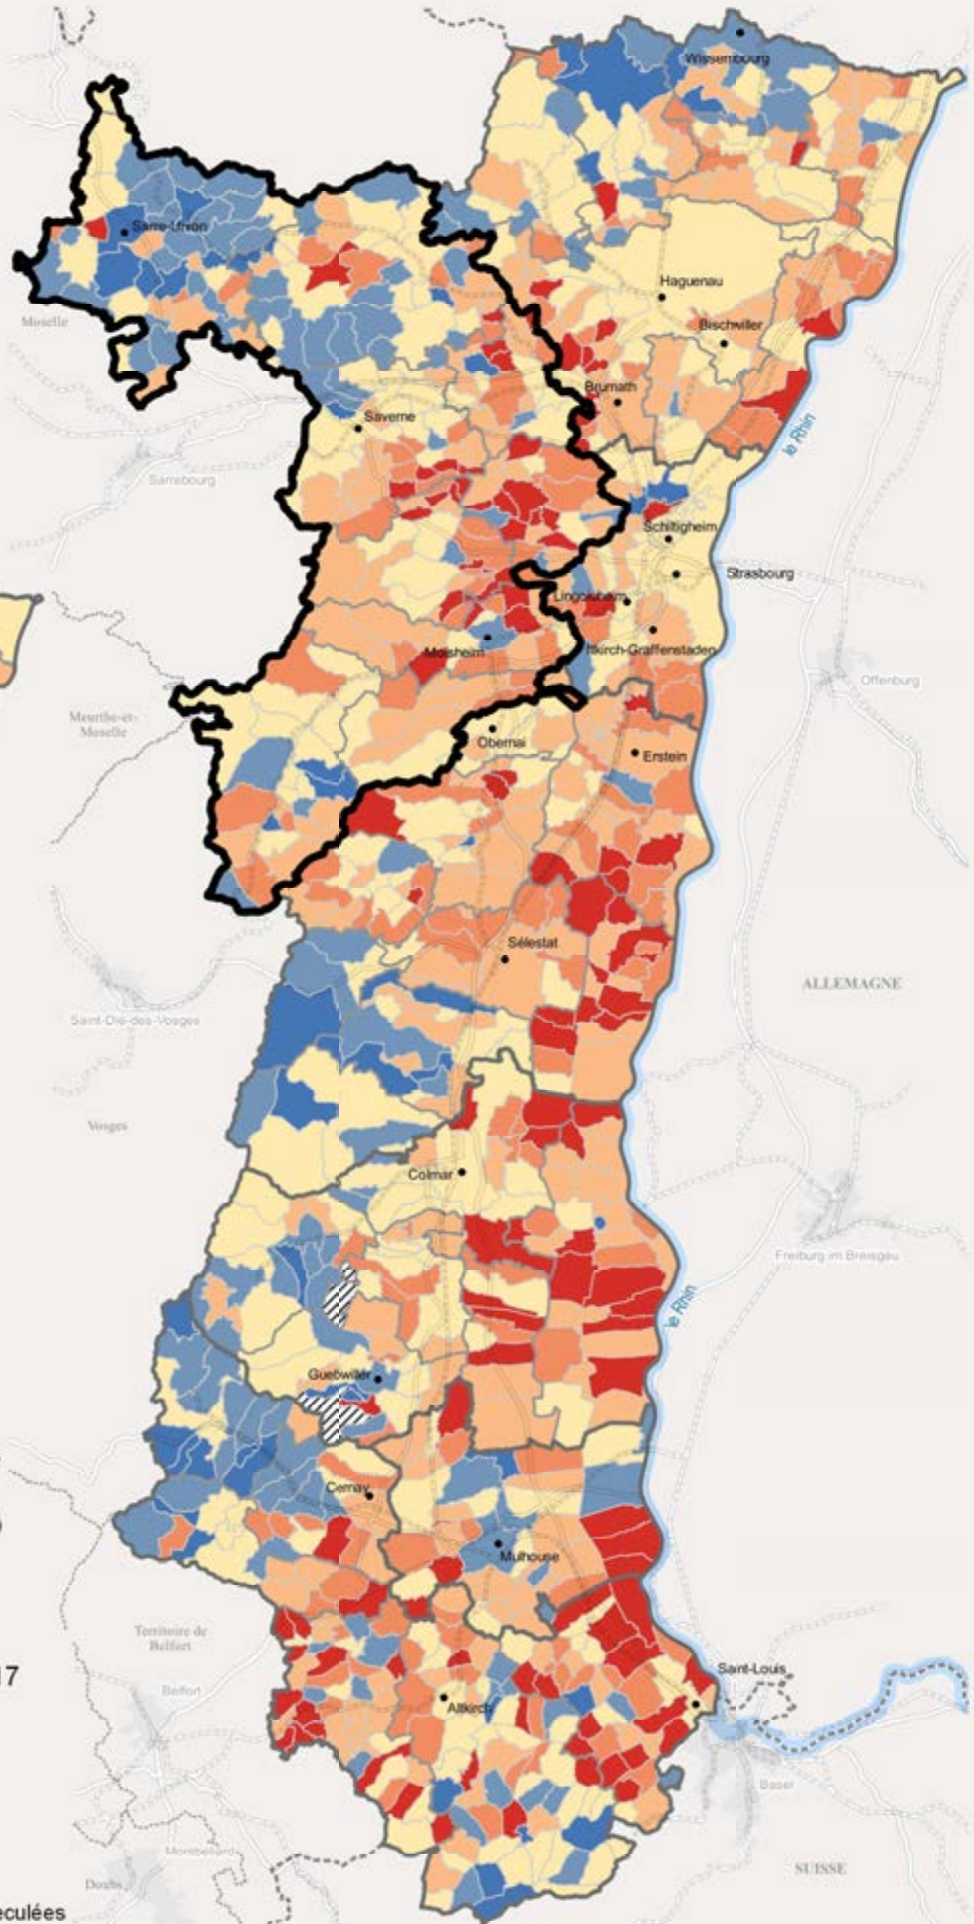 Wissembourg
Sarre-Union
Moselle
Haguenau
Bischviller
Brumath
Saverne
le Rhin
Sarrebourg
Schiltigheim
Strasbourg
Lingolsheim
Molsheim
Illkirch-Graffenstaden
Offenburg
Meurthe-et-
Moselle
Obernai
Erstein
Sélestat
ALLEMAGNE
Saint-Dié-des-Vosges
Vosges
Colmar
Freiburg im Breisgau
le Rhin
Guebwiller
Cernay
Mulhouse
Territoire de
Belfort
17
Saint-Louis
Belfort
Altkirch
Basel
Montbéliard
SUISSE
Doubs
eculées